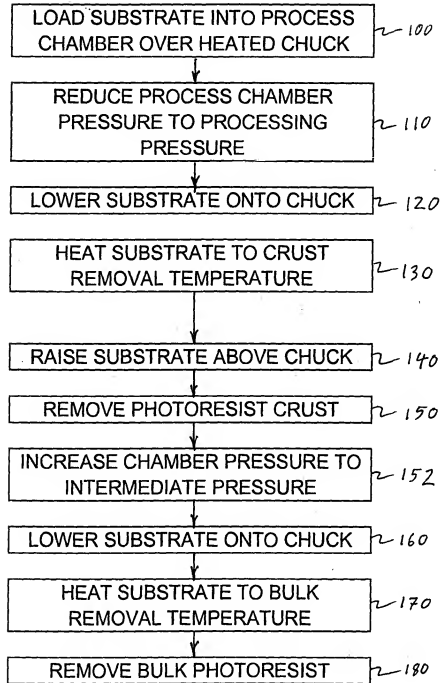 LOAD SUBSTRATE INTO PROCESS
CHAMBER OVER HEATED CHUCK
100
REDUCE PROCESS CHAMBER
PRESSURE TO PROCESSING
PRESSURE
110
LOWER SUBSTRATE ONTO CHUCK
120
HEAT SUBSTRATE TO CRUST
REMOVAL TEMPERATURE
130
RAISE SUBSTRATE ABOVE CHUCK
140
REMOVE PHOTORESIST CRUST
150
INCREASE CHAMBER PRESSURE TO
INTERMEDIATE PRESSURE
152
LOWER SUBSTRATE ONTO CHUCK
160
HEAT SUBSTRATE TO BULK
REMOVAL TEMPERATURE
170
REMOVE BULK PHOTORESIST
180